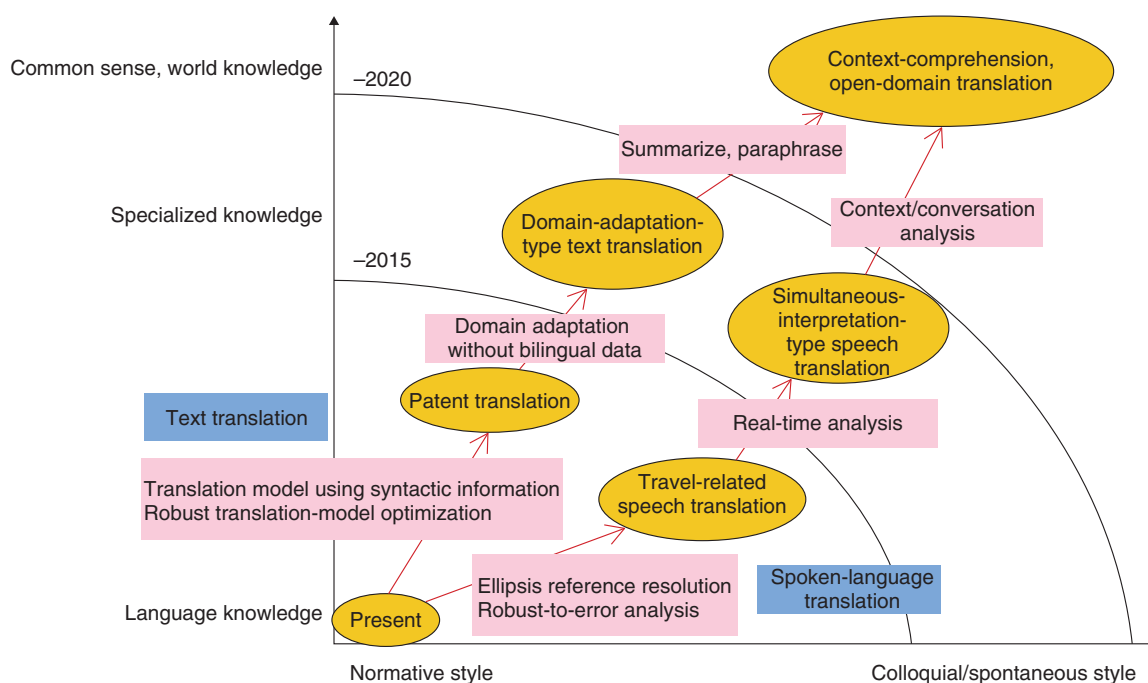 Common sense, world knowledge
–2020
Context-comprehension,
open-domain translation
Summarize, paraphrase
Specialized knowledge
Domain-adaptation-
type text translation
Context/conversation
analysis
–2015
Simultaneous-
interpretation-
type speech
translation
Domain adaptation
without bilingual data
Patent translation
Text translation
Real-time analysis
Translation model using syntactic information
Robust translation-model optimization
Travel-related
speech translation
Ellipsis reference resolution
Robust-to-error analysis
Spoken-language
translation
Language knowledge
Present
Normative style
Colloquial/spontaneous style